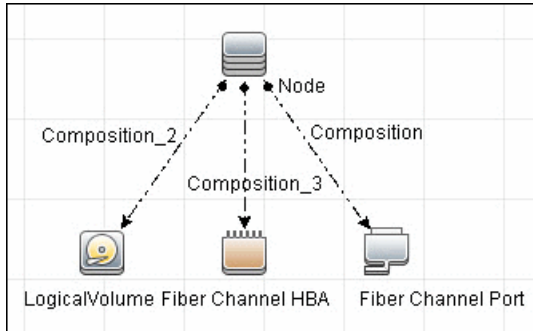 Node
Composition_2
Composition
Composition_3
LogicalVolume
Fiber Channel HBA
Fiber Channel Port